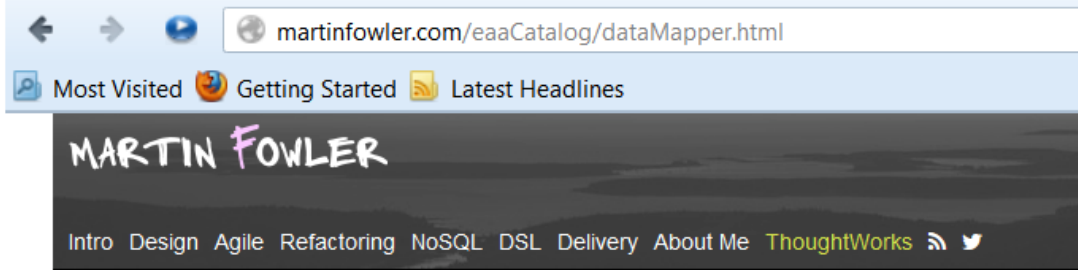 martinfowler.com/eaaCatalog/dataMapper.html
Most Visited Getting Started Latest Headlines
MARTIN FOWLER
Intro Design Agile Refactoring NoSQL DSL Delivery About Me ThoughtWorks